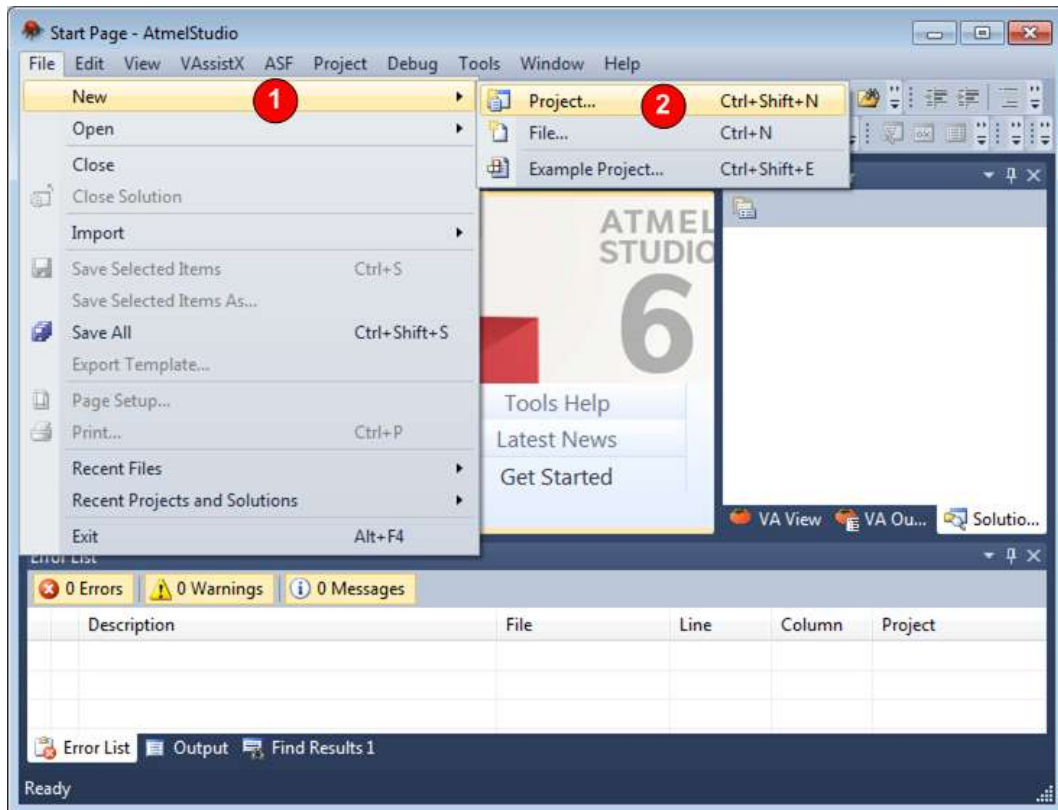 Start Page - AtmelStudio
File Edit View VAssistX ASF Project Debug Tools Window Help
New 1
Project... 2 Ctrl+Shift+N
Open
File... Ctrl+N
Close
Example Project... Ctrl+Shift+E
Close Solution
Import
ATMEL
STUDIO
6
Save Selected Items Ctrl+S
Save Selected Items As...
Save All Ctrl+Shift+S
Export Template...
Page Setup...
Tools Help
Print... Ctrl+P
Latest News
Recent Files
Get Started
Recent Projects and Solutions
VA View VA Ou... Solutio...
Exit Alt+F4
Error List
0 Errors 0 Warnings 0 Messages
Description File Line Column Project
Error List Output Find Results 1
Ready